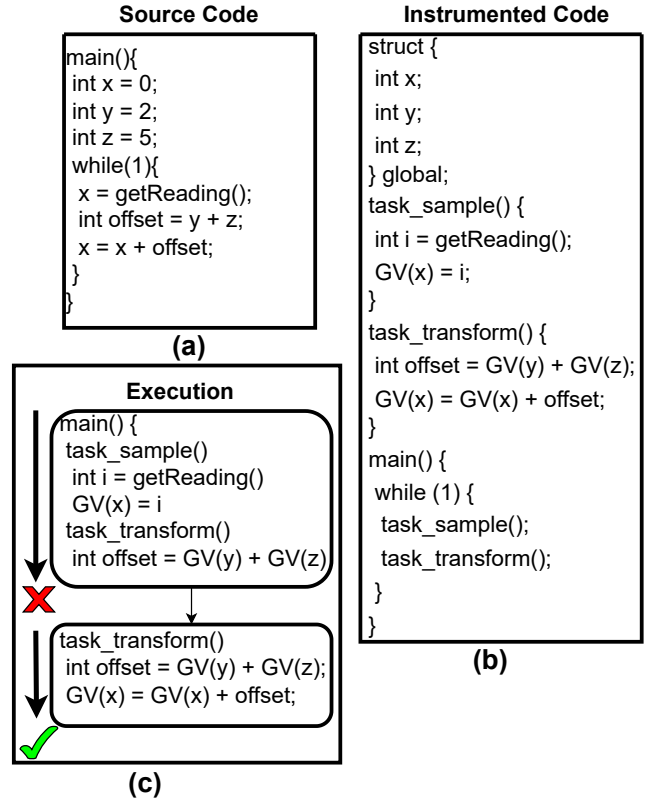 Source Code
main(){
int x = 0;
int y = 2;
int z = 5;
while(1){
x = getReading();
int offset = y + z;
x = x + offset;
}
}
(a)
Instrumented Code
struct {
int x;
int y;
int z;
} global;
task_sample() {
int i = getReading();
GV(x) = i;
}
task_transform() {
int offset = GV(y) + GV(z);
GV(x) = GV(x) + offset;
}
main() {
while (1) {
task_sample();
task_transform();
}
}
(b)
Execution
main() {
task_sample()
int i = getReading()
GV(x) = i
task_transform()
int offset = GV(y) + GV(z)
task_transform()
int offset = GV(y) + GV(z);
GV(x) = GV(x) + offset;
(c)